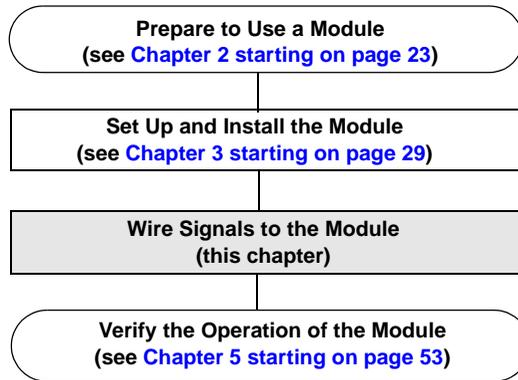 Prepare to Use a Module
(see Chapter 2 starting on page 23)
Set Up and Install the Module
(see Chapter 3 starting on page 29)
Wire Signals to the Module
(this chapter)
Verify the Operation of the Module
(see Chapter 5 starting on page 53)